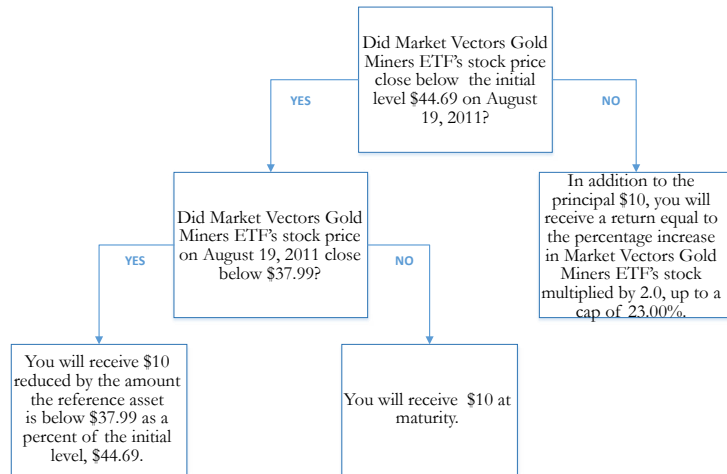 Did Market Vectors Gold
Miners ETF's stock price
close below the initial
level $44.69 on August
19, 2011?
YES
NO
Did Market Vectors Gold
Miners ETF's stock price
on August 19, 2011 close
below $37.99?
In addition to the
principal $10, you will
receive a return equal to
the percentage increase
in Market Vectors Gold
Miners ETF's stock
multiplied by 2.0, up to a
cap of 23.00%.
YES
NO
You will receive $10
reduced by the amount
the reference asset
is below $37.99 as a
percent of the initial
level, $44.69.
You will receive $10 at
maturity.